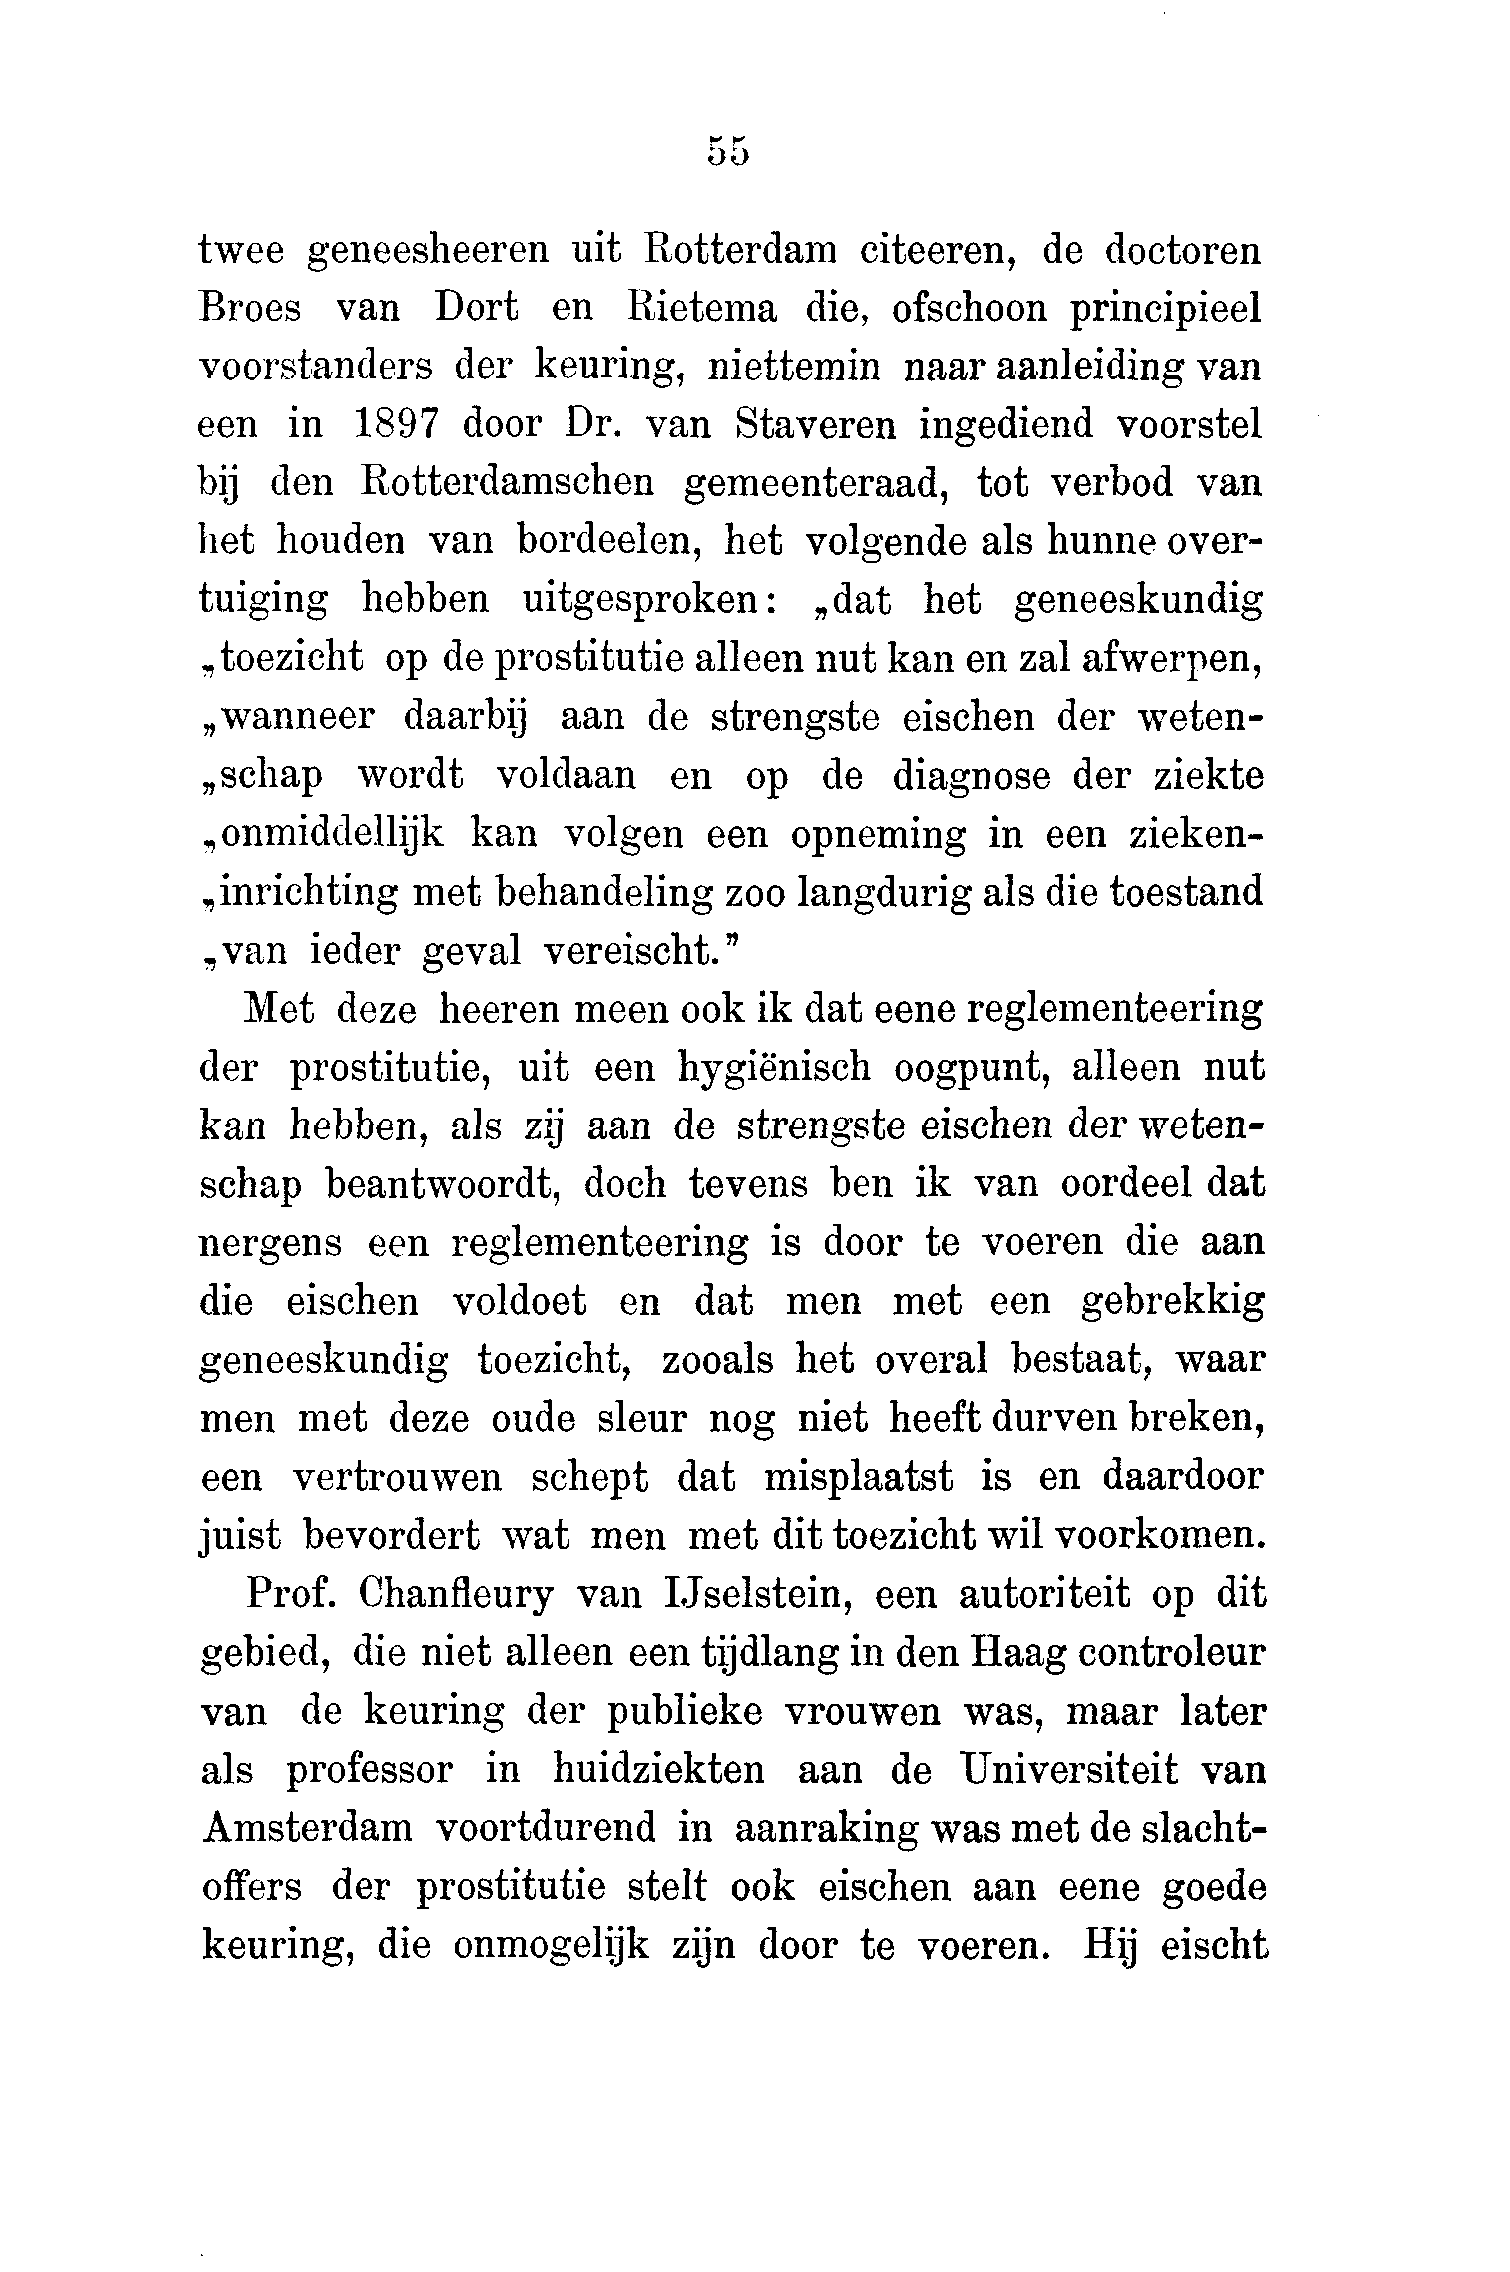 55
twee geneesheeren uit Rotterdam citeeren, de doctoren
Broes van Dort en Rietema die, ofschoon principieel
voorstanders der keuring, niettemin naar aanleiding van
een in 1897 door Dr. van Staveren ingediend voorstel
bij den Rotterdamschen gemeenteraad, tot verbod van
het houden van bordeelen, het volgende als hunne over-
tuiging hebben uitgesproken: „dat het geneeskundig
„toezicht op de prostitutie alleen nut kan en zal afwerpen,
„wanneer daarbij aan de strengste eischen der weten-
„schap wordt voldaan en op de diagnose der ziekte
„onmiddellijk kan volgen een opneming in een zieken-
„inrichting met behandeling zoo langdurig als die toestand
„van ieder geval vereischt.”
Met deze heeren meen ook ik dat eene reglementeering
der prostitutie, uit een hygiënisch oogpunt, alleen nut
kan hebben, als zij aan de strengste eischen der weten-
schap beantwoordt, doch tevens ben ik van oordeel dat
nergens een reglementeering is door te voeren die aan
die eischen voldoet en dat men met een gebrekkig
geneeskundig toezicht, zooals het overal bestaat, waar
men met deze oude sleur nog niet heeft durven breken,
een vertrouwen schept dat misplaatst is en daardoor
juist bevordert wat men met dit toezicht wil voorkomen.
Prof. Chanfleury van IJselstein, een autoriteit op dit
gebied, die niet alleen een tijdlang in den Haag controleur
van de keuring der publieke vrouwen was, maar later
als professor in huidziekten aan de Universiteit van
Amsterdam voortdurend in aanraking was met de slacht-
offers der prostitutie stelt ook eischen aan eene goede
keuring, die onmogelijk zijn door te voeren. Hij eischt